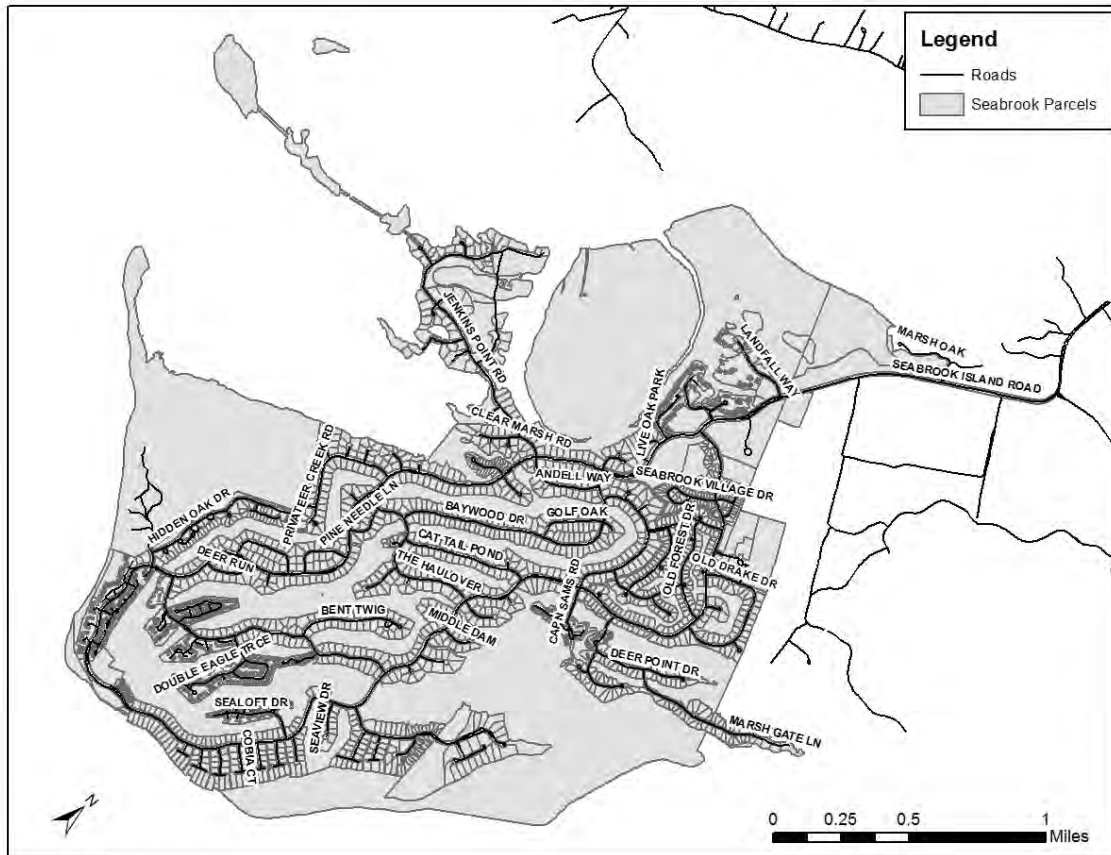 Legend
Roads
Seabrook Parcels
JENKINS POINT RD
LANDFALL WAY
MARSH OAK
SEABROOK ISLAND ROAD
CLEAR MARSH RD
LIVE OAK PARK
ANDELL WAY
SEABROOK VILLAGE DR
PRIVATEER CREEK RD
HIDDEN OAK DR
PINE NEEDLE LN
BAYWOOD DR
GOLF OAK
DEER RUN
CAT TAIL POND
THE HAULOVER
OLD FOREST DR
OLD DRAKE DR
CAP'N SAMS RD
BENT TWIG
MIDDLE DAM
DOUBLE EAGLE TRCE
DEER POINT DR
SEALOFT DR
SEAVIEW DR
COBIA CT
MARSH GATE LN
N
0 0.25 0.5 1
Miles